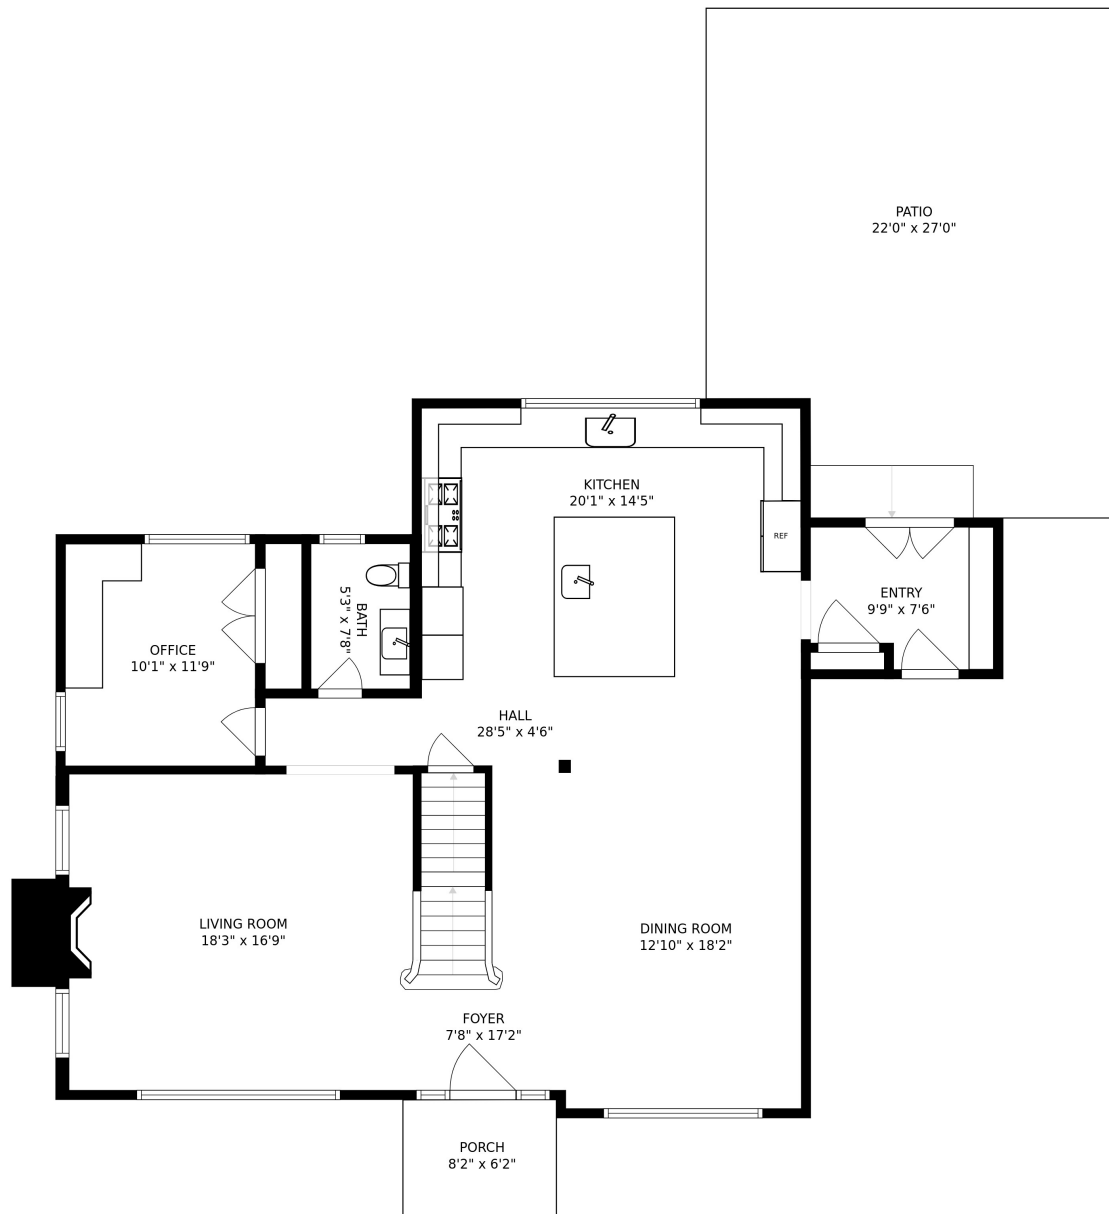 PATIO
22'0" x 27'0"
KITCHEN
20'1" x 14'5"
REF
ENTRY
9'9" x 7'6"
BATH
5'3" x 7'8"
OFFICE
10'1" x 11'9"
HALL
28'5" x 4'6"
LIVING ROOM
18'3" x 16'9"
DINING ROOM
12'10" x 18'2"
FOYER
7'8" x 17'2"
PORCH
8'2" x 6'2"